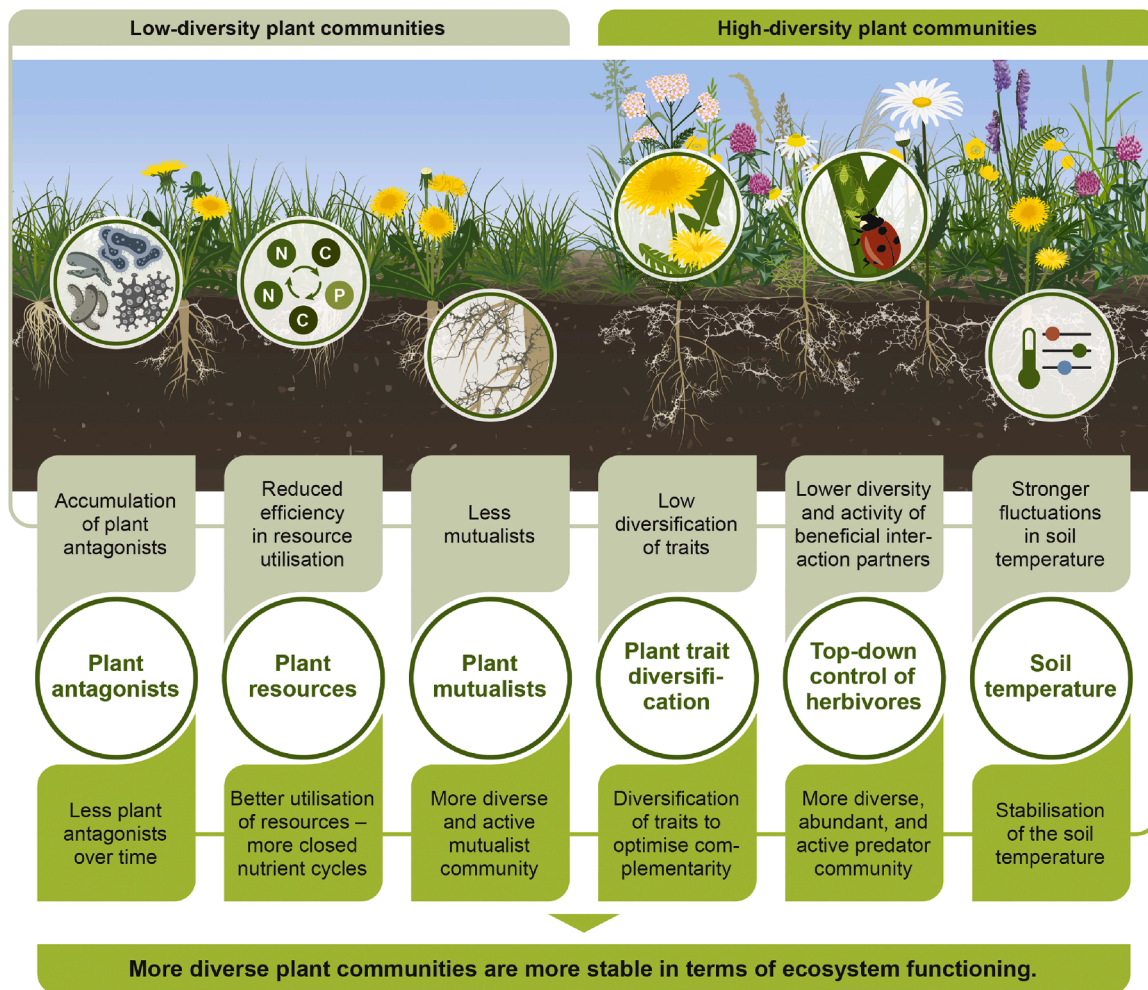 Low-diversity plant communities
High-diversity plant communities
N C
N P
C
Accumulation
of plant
antagonists
Reduced
efficiency
in resource
utilisation
Less
mutualists
Low
diversification
of traits
Lower diversity
and activity of
beneficial inter-
action partners
Stronger
fluctuations
in soil
temperature
Plant
antagonists
Plant
resources
Plant
mutualists
Plant trait
diversifi-
cation
Top-down
control of
herbivores
Soil
temperature
Less plant
antagonists
over time
Better utilisation
of resources –
more closed
nutrient cycles
More diverse
and active
mutualist
community
Diversification
of traits to
optimise com-
plementarity
More diverse,
abundant, and
active predator
community
Stabilisation
of the soil
temperature
More diverse plant communities are more stable in terms of ecosystem functioning.